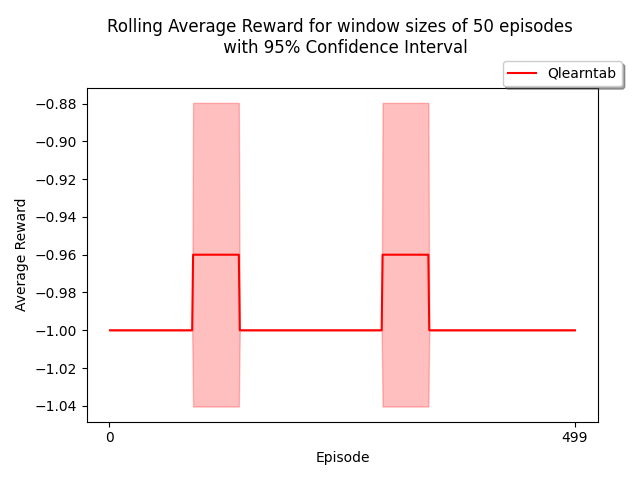 Rolling Average Reward for window sizes of 50 episodes
with 95% Confidence Interval
Qlearntab
−0.88
−0.90
−0.92
−0.94
−0.96
−0.98
−1.00
−1.02
−1.04
Average Reward
0
499
Episode